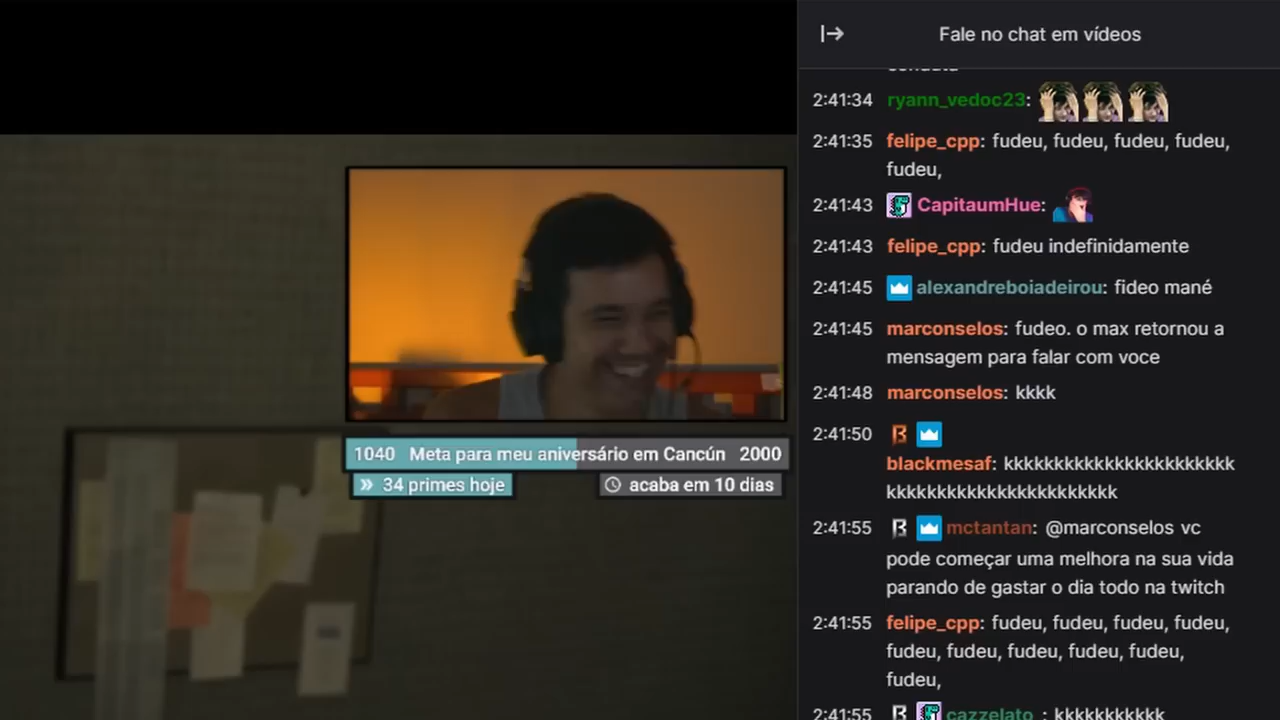 Fale no chat em vídeos
2:41:34 ryann_vedoc23:
2:41:35 felipe_cpp: fudeu, fudeu, fudeu, fudeu,
fudeu,
2:41:43 CapitaumHue:
2:41:43 felipe_cpp: fudeu indefinidamente
2:41:45 alexandreboiadeirou: fideo mané
2:41:45 marconselos: fudeo. o max retornou a
mensagem para falar com voce
2:41:48 marconselos: kkkk
2:41:50
blackmesaf: kkkkkkkkkkkkkkkkkkkkkkk
kkkkkkkkkkkkkkkkkkkkkkk
2:41:55 mctantan: @marconselos vc
pode começar uma melhora na sua vida
parando de gastar o dia todo na twitch
2:41:55 felipe_cpp: fudeu, fudeu, fudeu, fudeu,
fudeu, fudeu, fudeu, fudeu, fudeu,
fudeu,
2:41:55 cazzelato_: kkkkkkkkkkk
1040 Meta para meu aniversário em Cancún 2000
» 34 primes hoje acaba em 10 dias